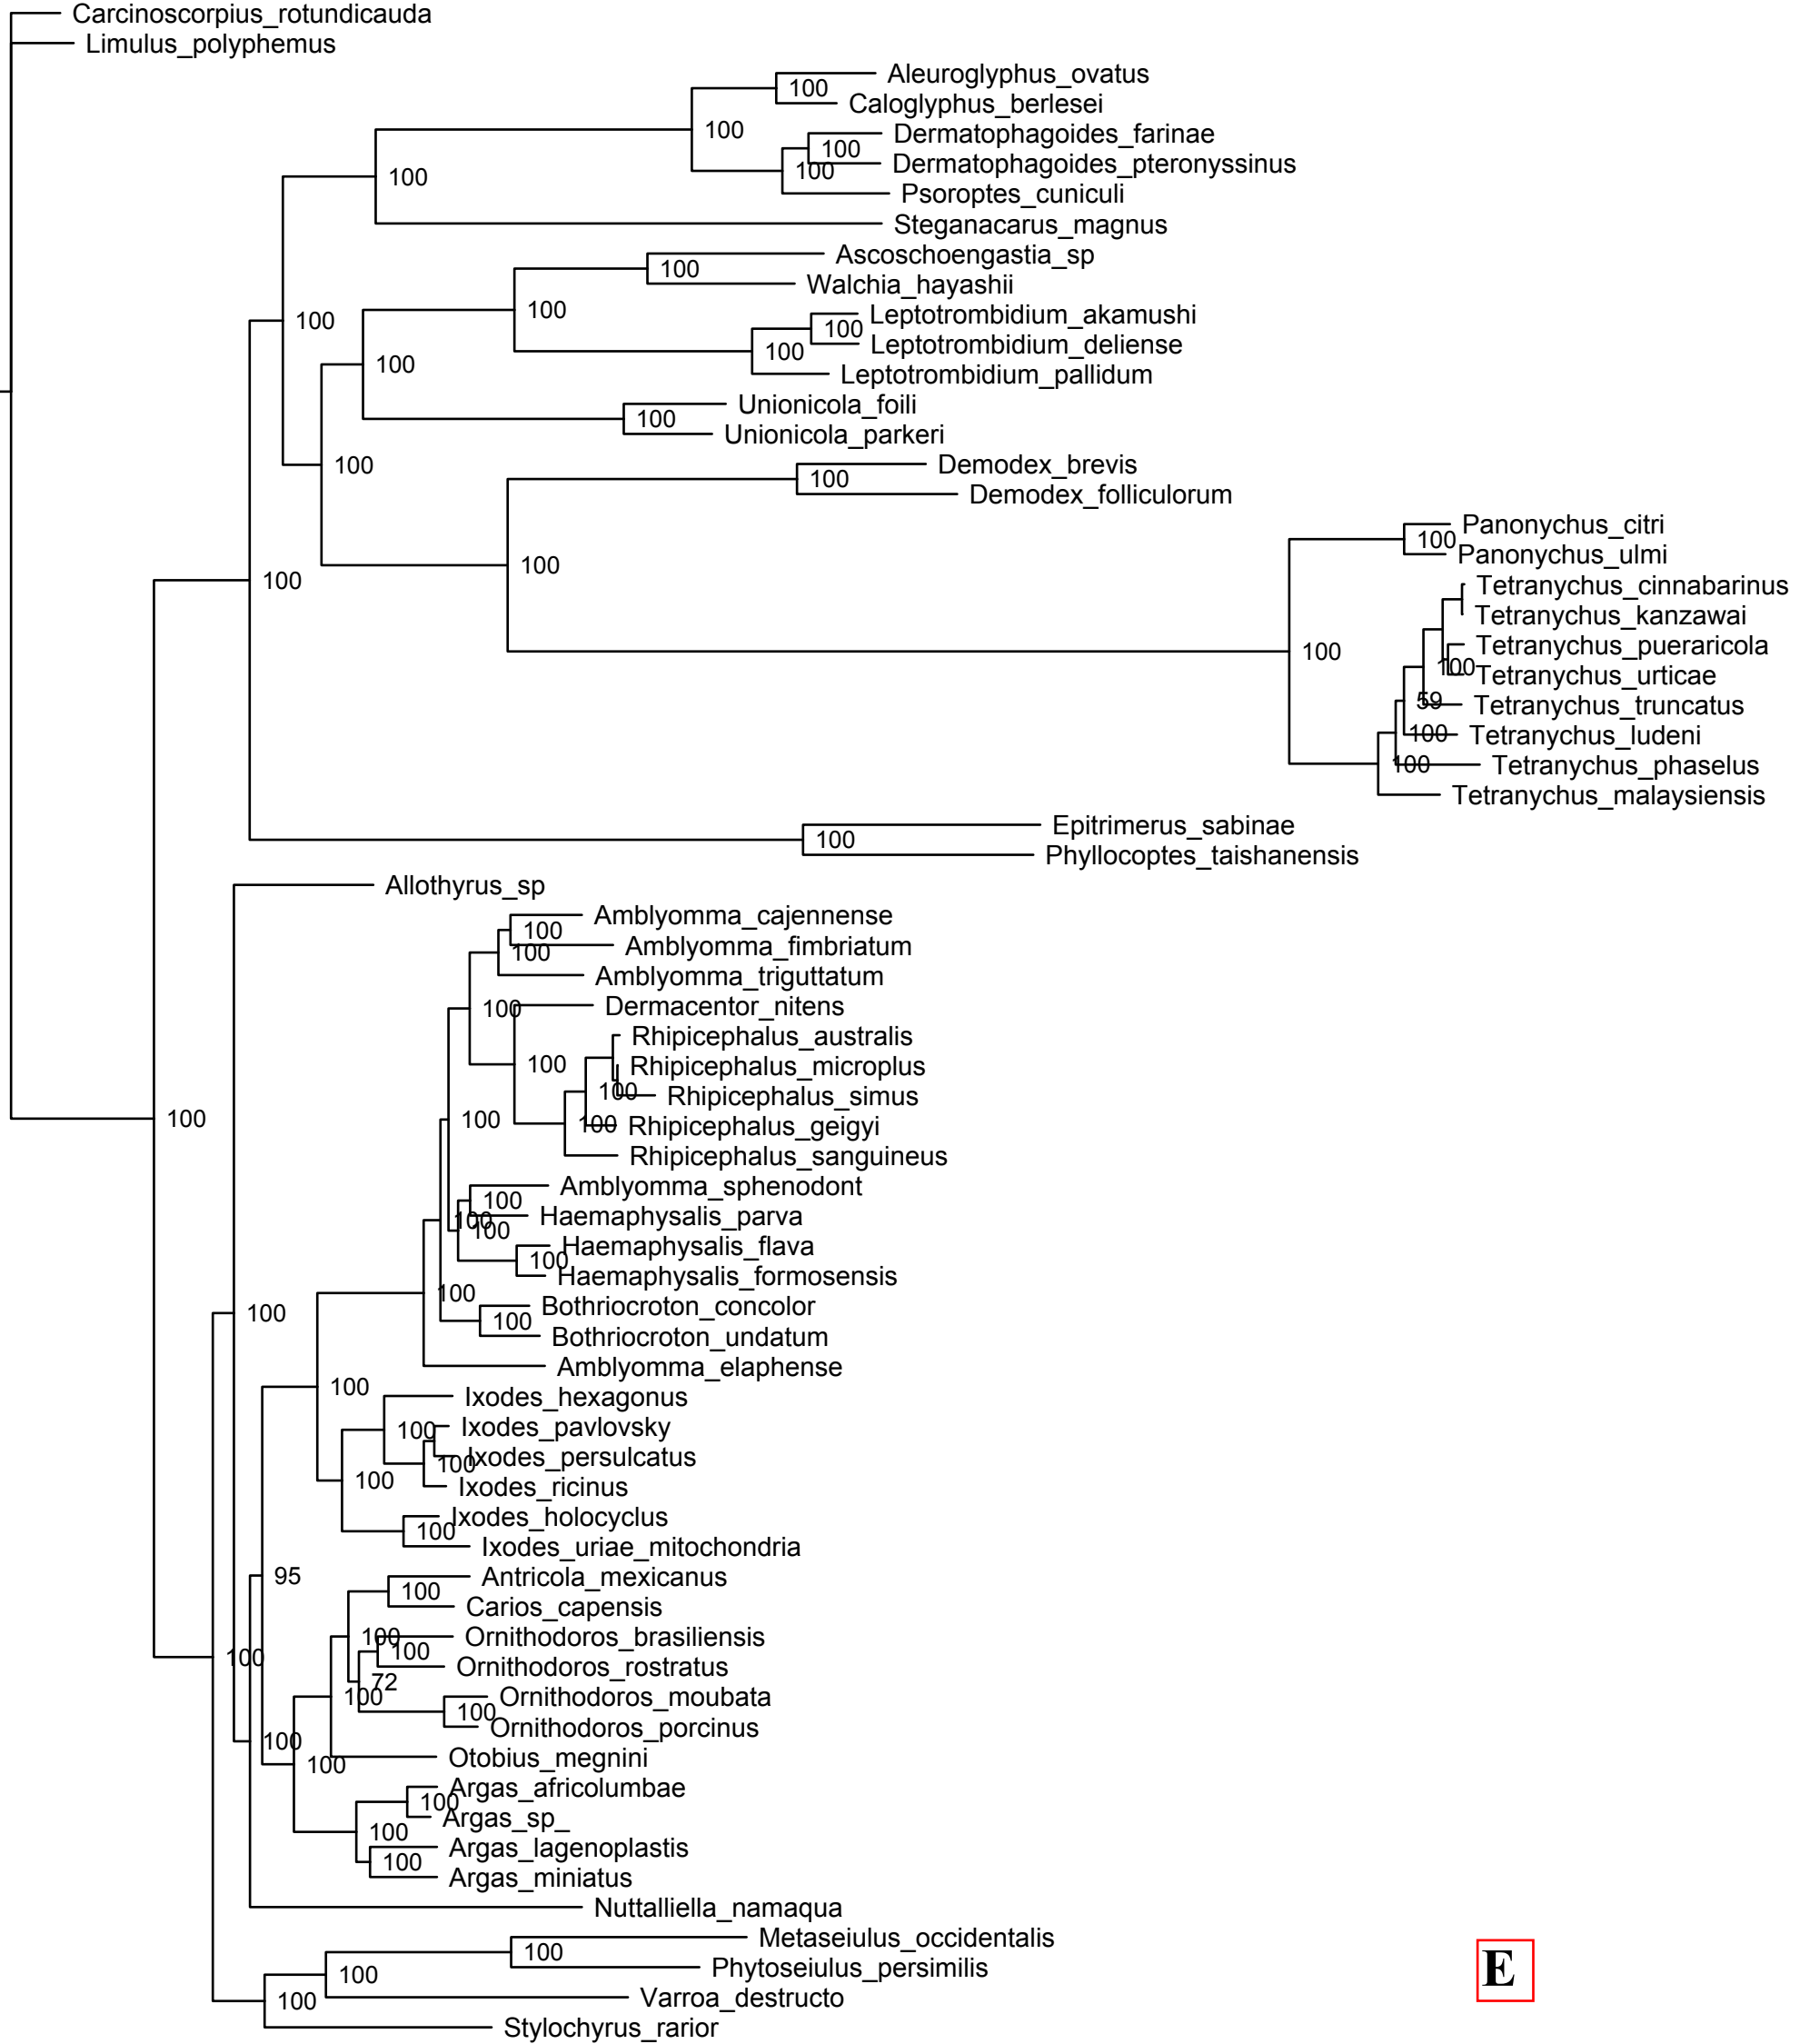 Carcinoscorpius_rotundicauda
Limulus_polyphemus
Aleuroglyphus_ovatus
100
Caloglyphus_berlesei
100
Dermatophagoides_farinae
100
Dermatophagoides_pteronyssinus
100
100
Psoroptes_cuniculi
Steganacarus_magnus
Ascoschoengastia_sp
100
Walchia_hayashii
100
100
Leptotrombidium_akamushi
100
Leptotrombidium_deliense
100
100
Leptotrombidium_pallidum
Unionicola_foili
100
Unionicola_parkeri
100
Demodex_brevis
100
Demodex_folliculorum
Panonychus_citri
100
Panonychus_ulmi
100
100
Tetranychus_cinnabarinus
Tetranychus_kanzawai
Tetranychus_pueraricola
100
100
Tetranychus_urticae
59
Tetranychus_truncatus
100
Tetranychus_ludeni
100
Tetranychus_phaselus
Tetranychus_malaysiensis
Epitrimerus_sabinae
100
Phyllocoptes_taishanensis
Allothyrus_sp
Amblyomma_cajennense
100
Amblyomma_fimbriatum
100
Amblyomma_triguttatum
100
Dermacentor_nitens
Rhipicephalus_australis
100
Rhipicephalus_microplus
100
Rhipicephalus_simus
100
100
100
Rhipicephalus_geigyi
Rhipicephalus_sanguineus
Amblyomma_sphenodont
100
Haemaphysalis_parva
100
100
Haemaphysalis_flava
100
Haemaphysalis_formosensis
100
Bothriocroton_concolor
100
100
Bothriocroton_undatum
Amblyomma_elaphense
100
Ixodes_hexagonus
100
Ixodes_pavlovsky
100
Ixodes_persulcatus
100
Ixodes_ricinus
Ixodes_holocyclus
100
Ixodes_uriae_mitochondria
95
Antricola_mexicanus
100
Carios_capensis
100
Ornithodoros_brasiliensis
100
100
Ornithodoros_rostratus
72
100
Ornithodoros_moubata
100
Ornithodoros_porcinus
100
100
Otobius_megnini
Argas_africolumbae
100
Argas_sp_
100
Argas_lagenoplastis
100
Argas_miniatus
Nuttalliella_namaqua
Metaseiulus_occidentalis
100
Phytoseiulus_persimilis
100
Varroa_destructo
100
Stylochyrus_rarior
E